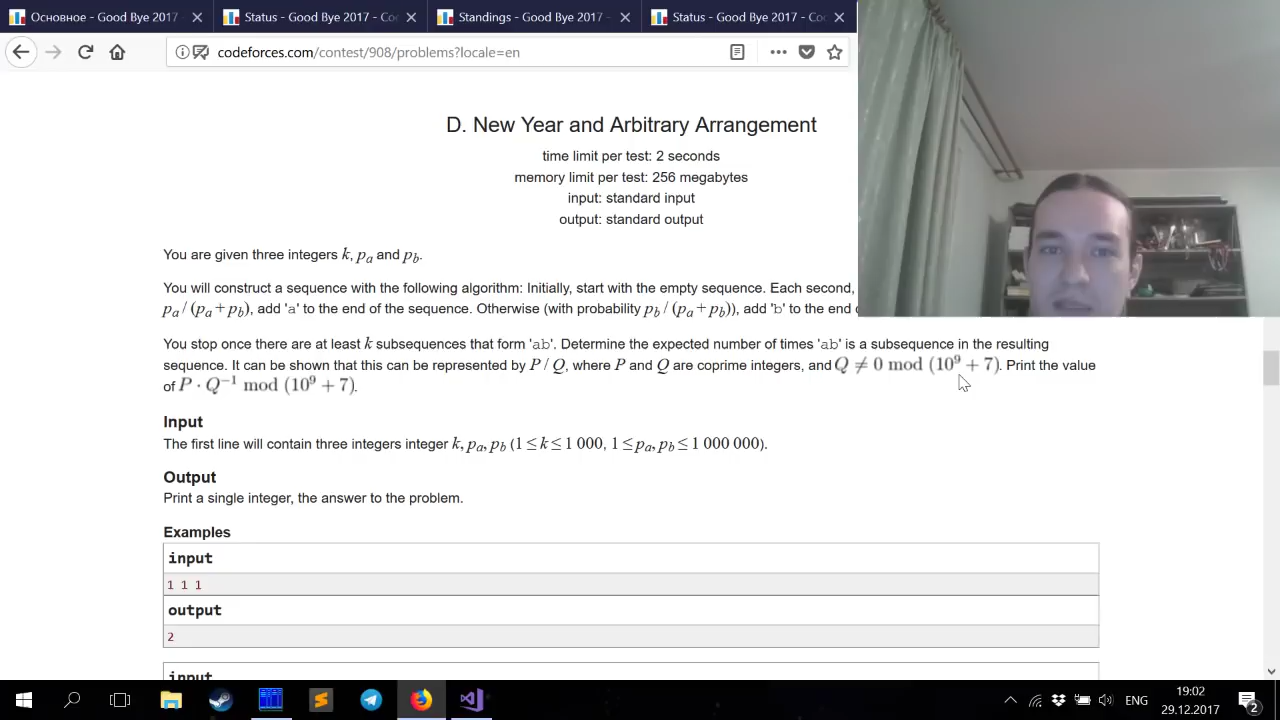 Основное - Good Bye 2017 -
Status - Good Bye 2017 - Co
Standings - Good Bye 2017 -
Status - Good Bye 2017 - Co
codeforces.com/contest/908/problems?locale=en
D. New Year and Arbitrary Arrangement
time limit per test: 2 seconds
memory limit per test: 256 megabytes
input: standard input
output: standard output
You are given three integers k, pa and pb.
You will construct a sequence with the following algorithm: Initially, start with the empty sequence. Each second,
pa / (pa + pb), add 'a' to the end of the sequence. Otherwise (with probability pb / (pa + pb)), add 'b' to the end
You stop once there are at least k subsequences that form 'ab'. Determine the expected number of times 'ab' is a subsequence in the resulting
sequence. It can be shown that this can be represented by P / Q, where P and Q are coprime integers, and Q ≠ 0 mod (10⁹ + 7). Print the value
of P · Q⁻¹ mod (10⁹ + 7).
Input
The first line will contain three integers integer k, pa, pb (1 ≤ k ≤ 1 000, 1 ≤ pa, pb ≤ 1 000 000).
Output
Print a single integer, the answer to the problem.
Examples
input
1 1 1
output
2
input
ENG
19:02
29.12.2017
2